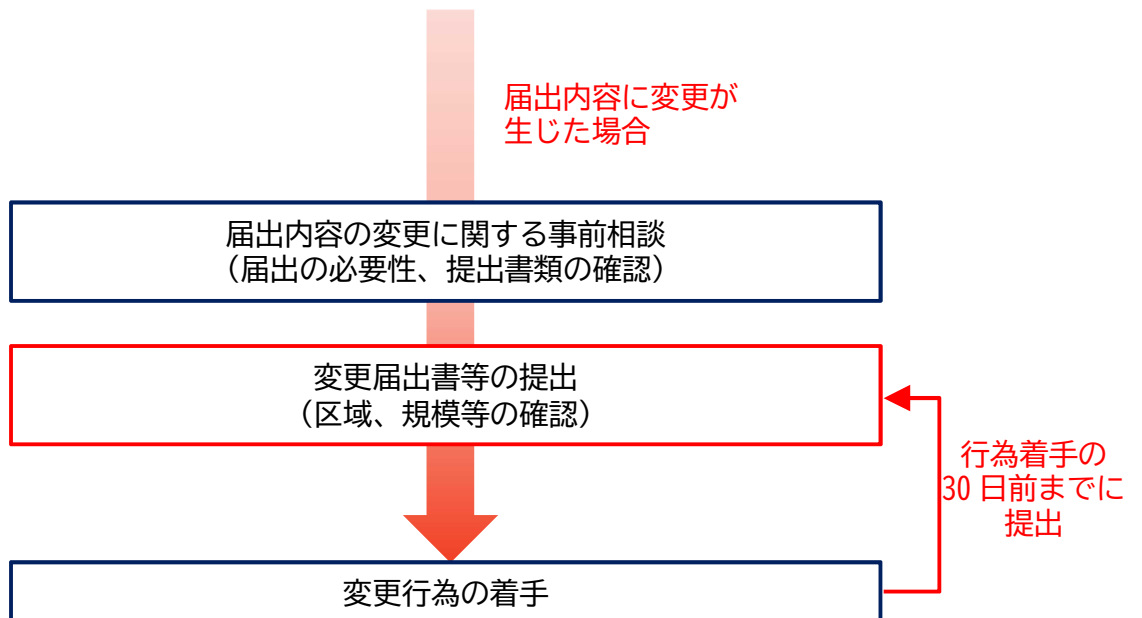 届出内容に変更が
生じた場合
届出内容の変更に関する事前相談
（届出の必要性、提出書類の確認）
変更届出書等の提出
（区域、規模等の確認）
行為着手の
30 日前までに
提出
変更行為の着手